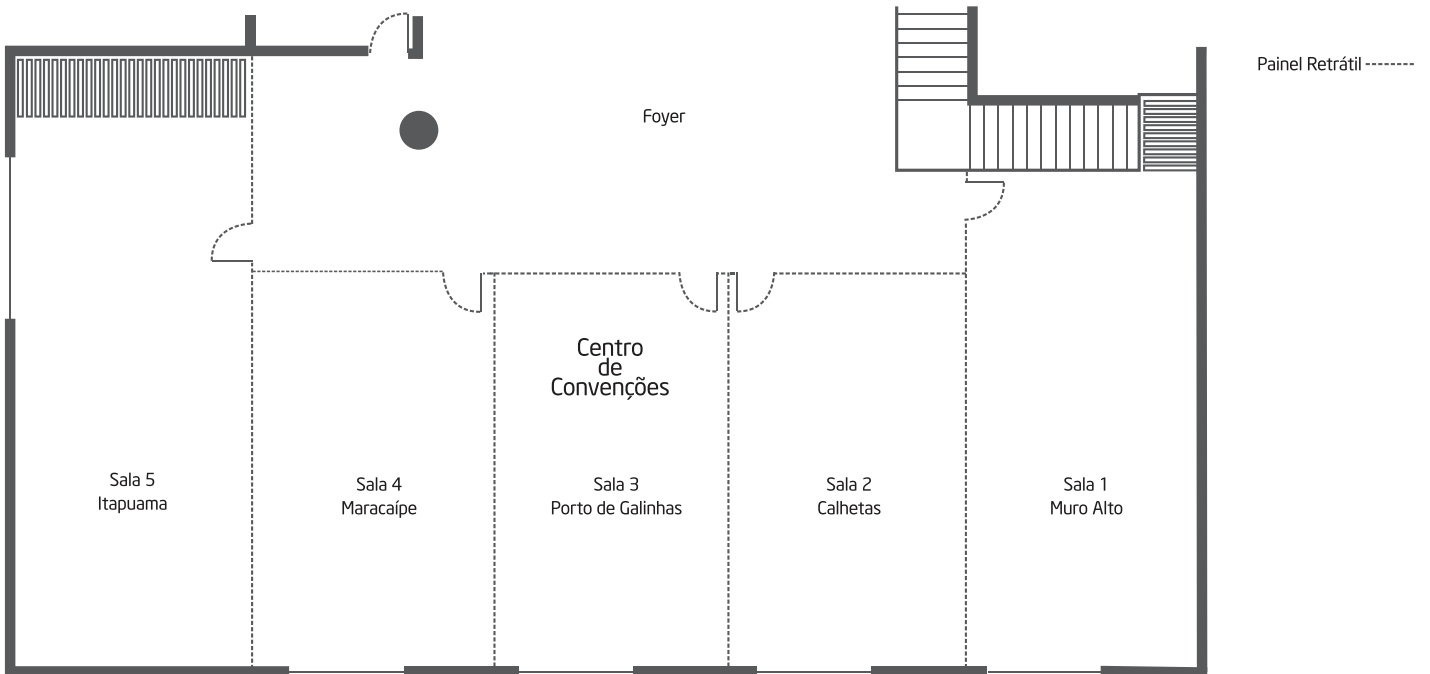 Painel Retrátil
Foyer
Centro
de
Convenções
Sala 5
Itapuama
Sala 4
Maracaípe
Sala 3
Porto de Galinhas
Sala 2
Calhetas
Sala 1
Muro Alto